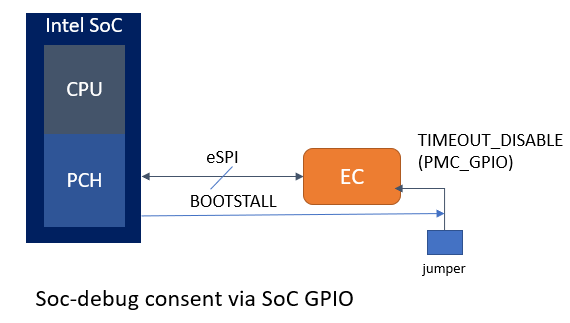 Intel SoC
CPU
PCH
eSPI
BOOTSTALL
EC
TIMEOUT_DISABLE
(PMC_GPIO)
jumper
Soc-debug consent via SoC GPIO